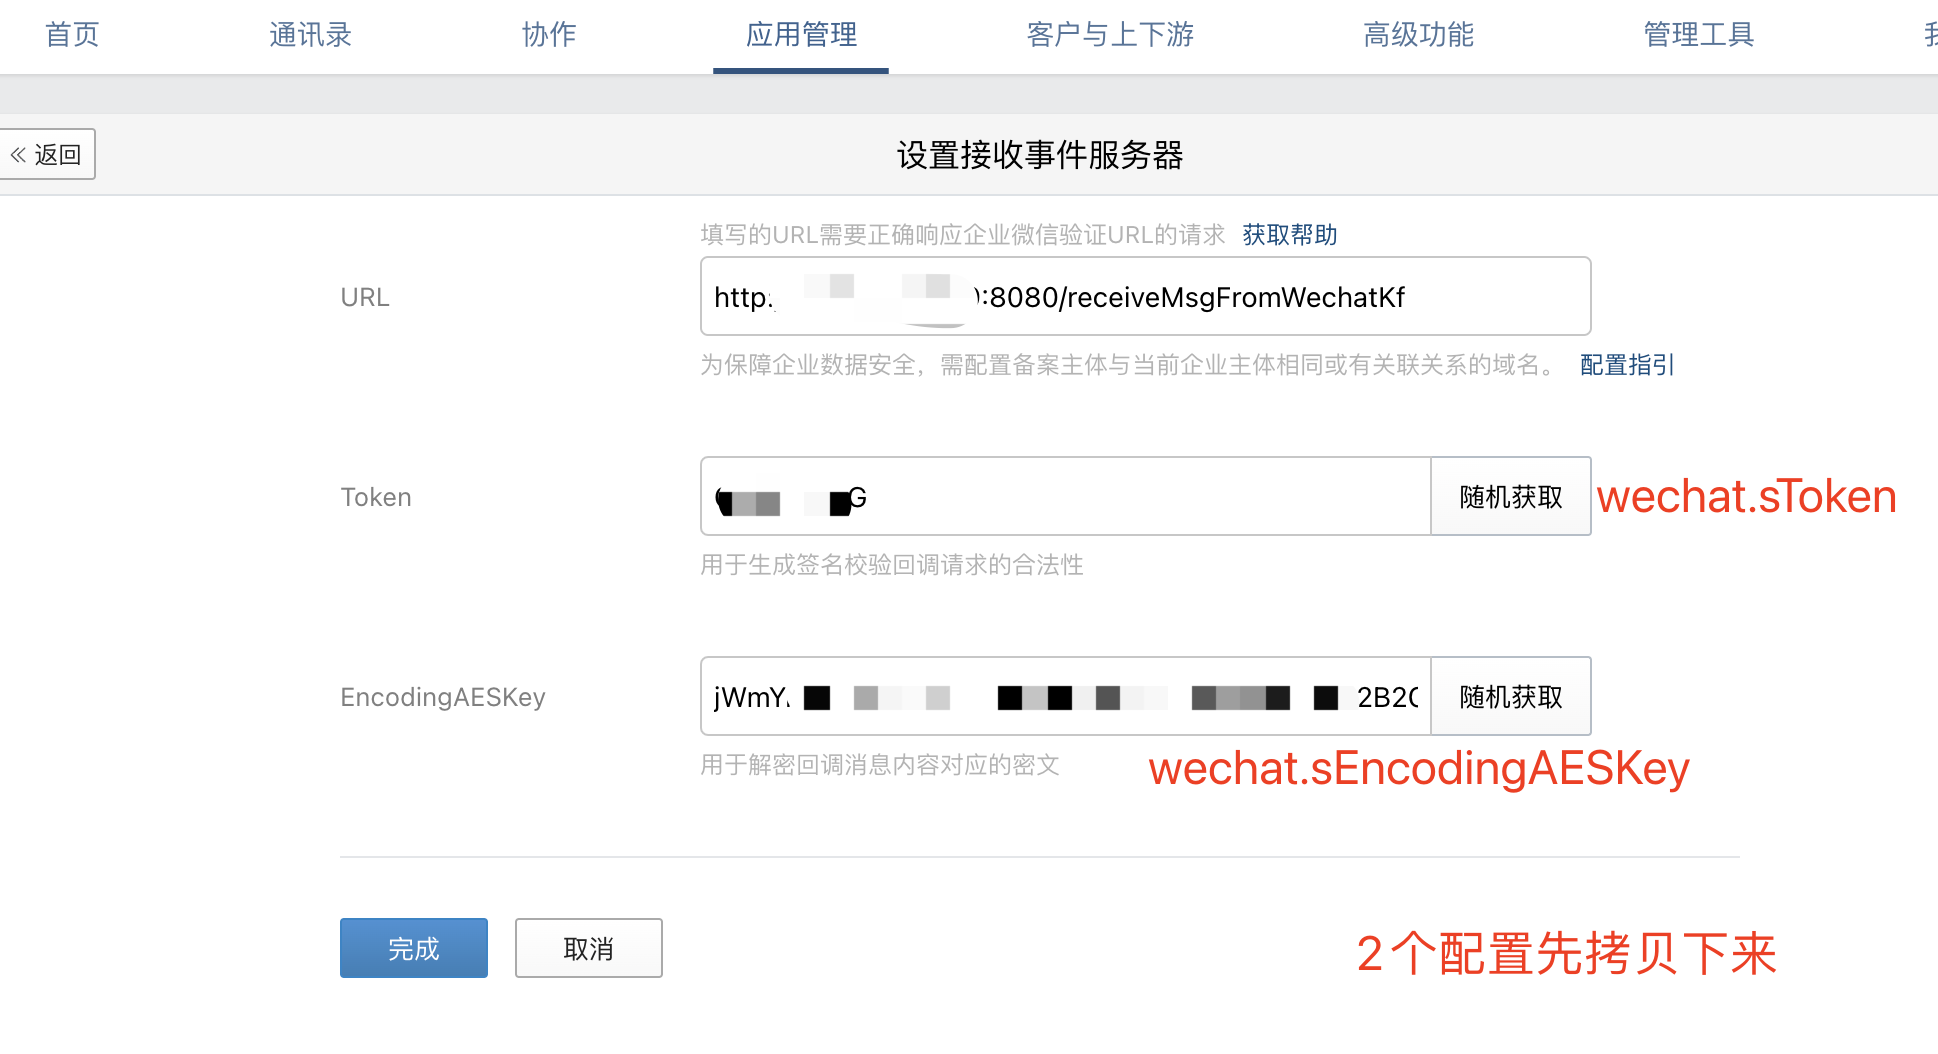 首页 通讯录 协作 应用管理 客户与上下游 高级功能 管理工具
« 返回 设置接收事件服务器
填写的URL需要正确响应企业微信验证URL的请求 获取帮助
URL http :8080/receiveMsgFromWechatKf
为保障企业数据安全，需配置备案主体与当前企业主体相同或有关联关系的域名。 配置指引
Token G 随机获取 wechat.sToken
用于生成签名校验回调请求的合法性
EncodingAESKey jWmY 2B2 随机获取
用于解密回调消息内容对应的密文 wechat.sEncodingAESKey
完成 取消 2个配置先拷贝下来